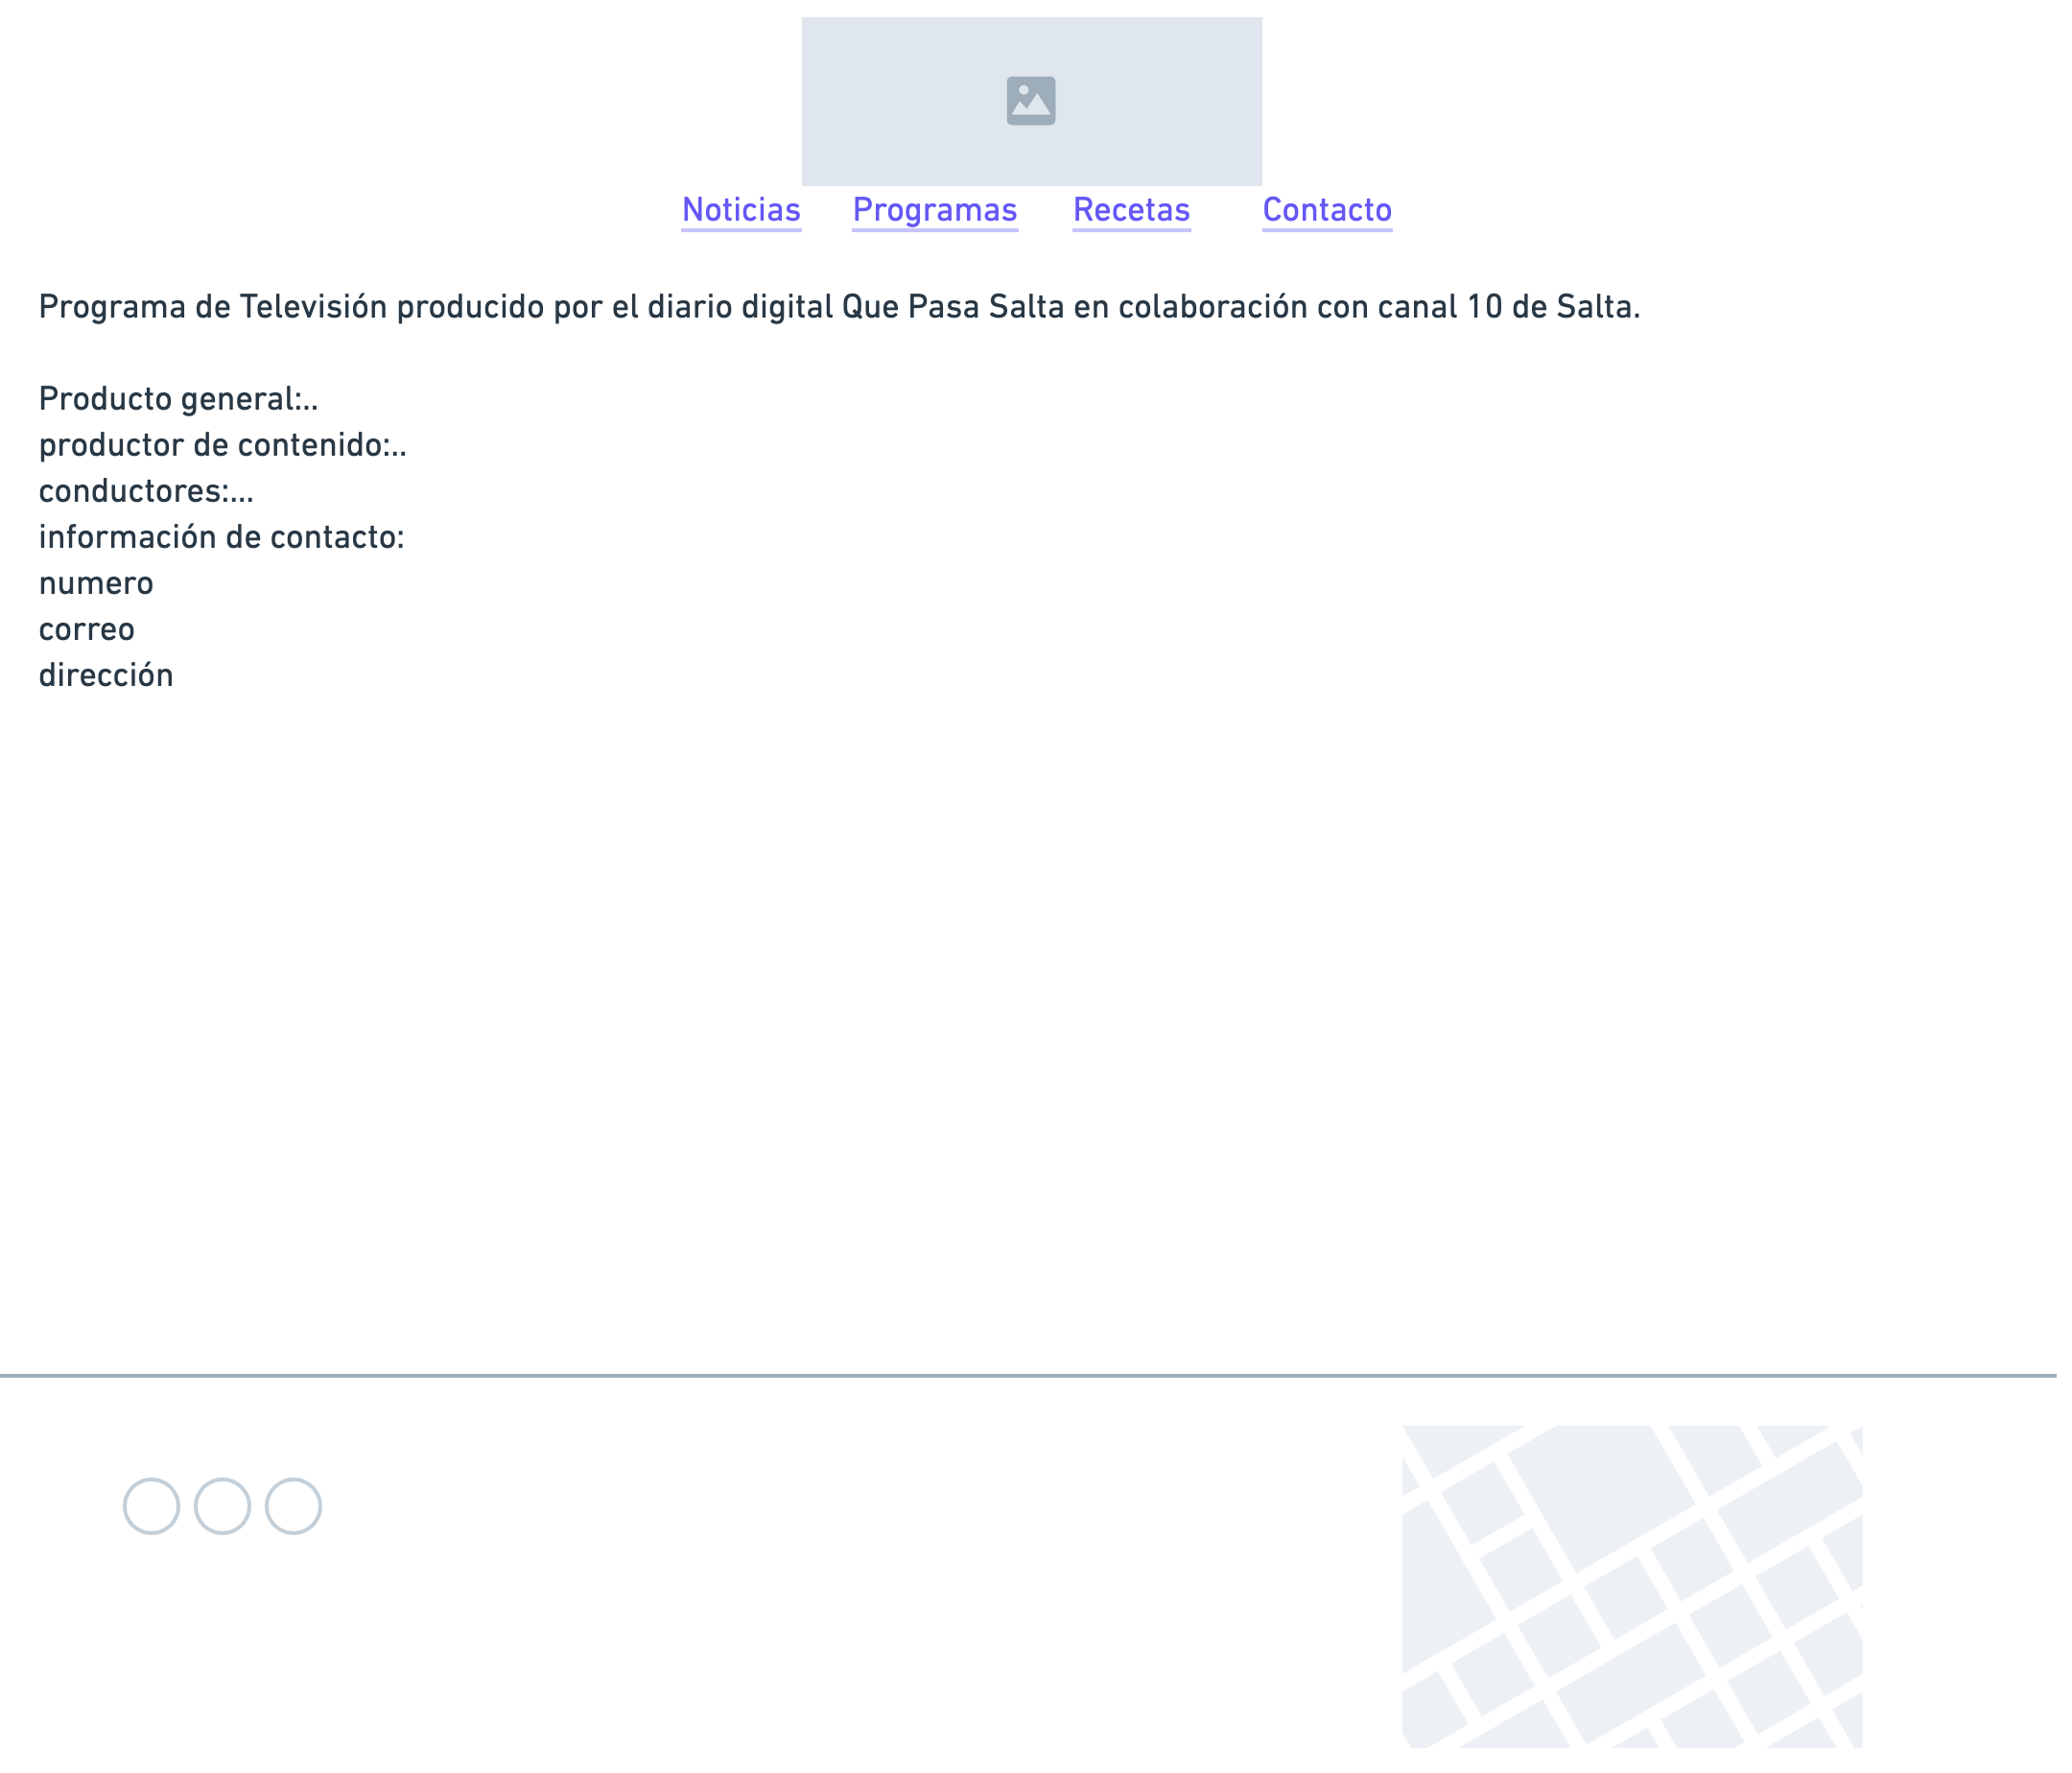 Noticias Programas Recetas Contacto
Programa de Televisión producido por el diario digital Que Pasa Salta en colaboración con canal 10 de Salta.
Producto general:..
productor de contenido:..
conductores:...
información de contacto:
numero
correo
dirección